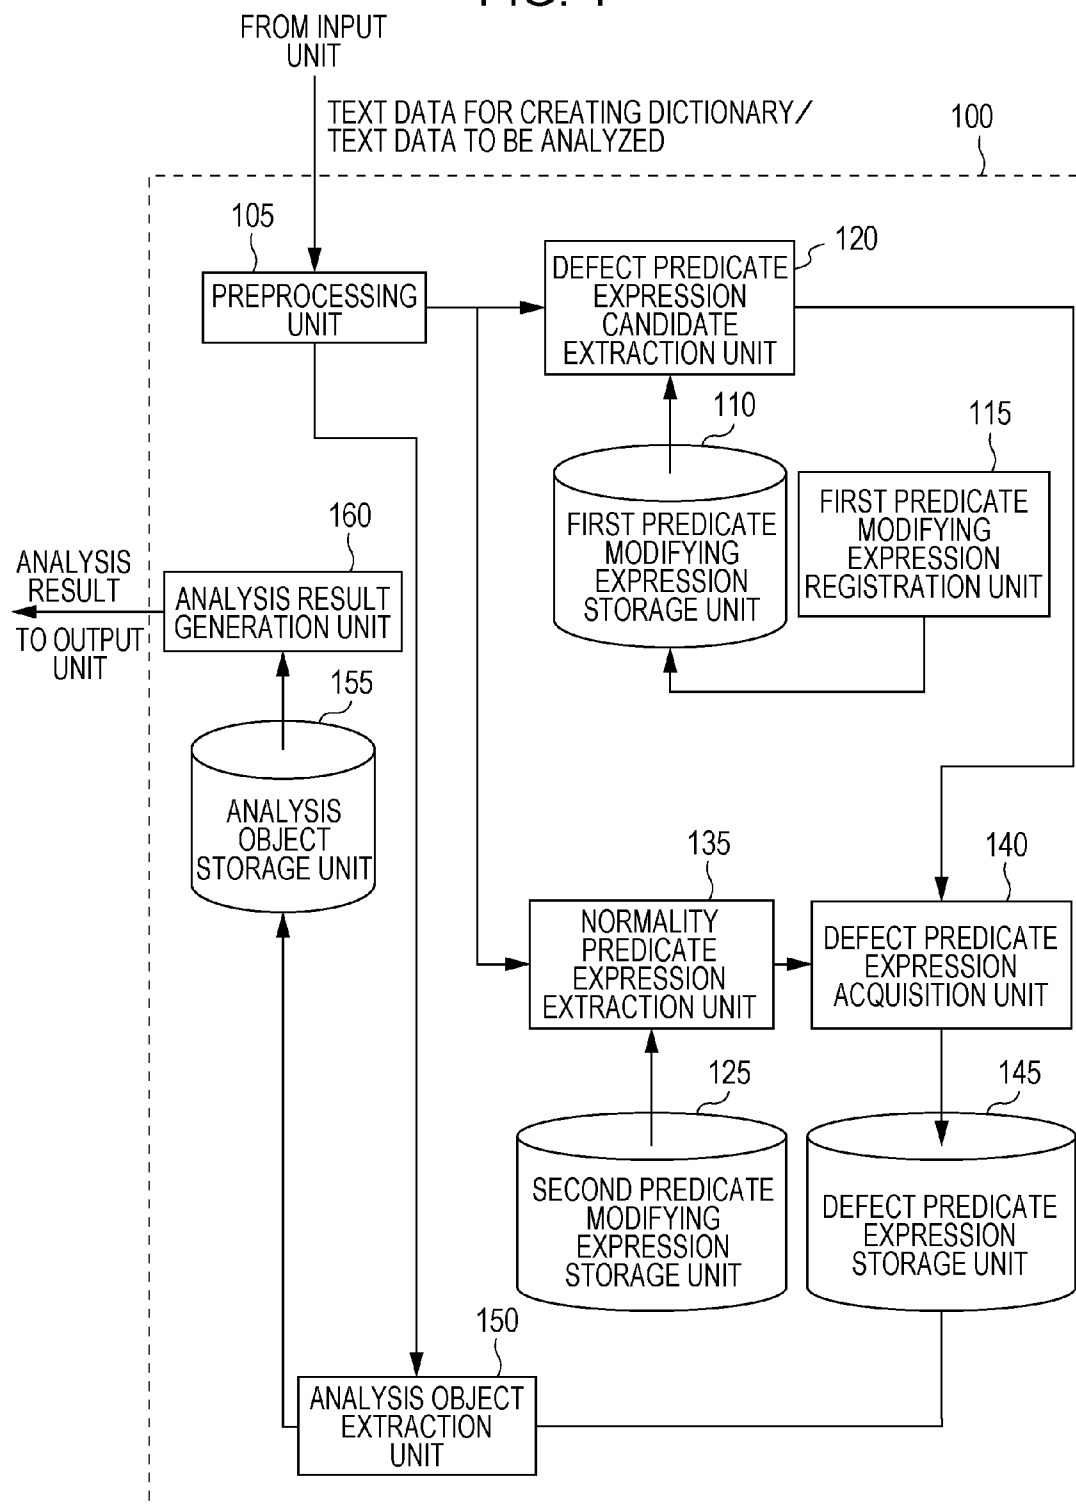 FROM INPUT
UNIT
TEXT DATA FOR CREATING DICTIONARY/
TEXT DATA TO BE ANALYZED
100
105
PREPROCESSING
UNIT
120
DEFECT PREDICATE
EXPRESSION
CANDIDATE
EXTRACTION UNIT
110
FIRST PREDICATE
MODIFYING
EXPRESSION
STORAGE UNIT
115
FIRST PREDICATE
MODIFYING
EXPRESSION
REGISTRATION UNIT
160
ANALYSIS RESULT
GENERATION UNIT
ANALYSIS
RESULT
TO OUTPUT
UNIT
155
ANALYSIS
OBJECT
STORAGE UNIT
135
NORMALITY
PREDICATE
EXPRESSION
EXTRACTION UNIT
140
DEFECT PREDICATE
EXPRESSION
ACQUISITION UNIT
125
SECOND PREDICATE
MODIFYING
EXPRESSION
STORAGE UNIT
145
DEFECT PREDICATE
EXPRESSION
STORAGE UNIT
150
ANALYSIS OBJECT
EXTRACTION
UNIT